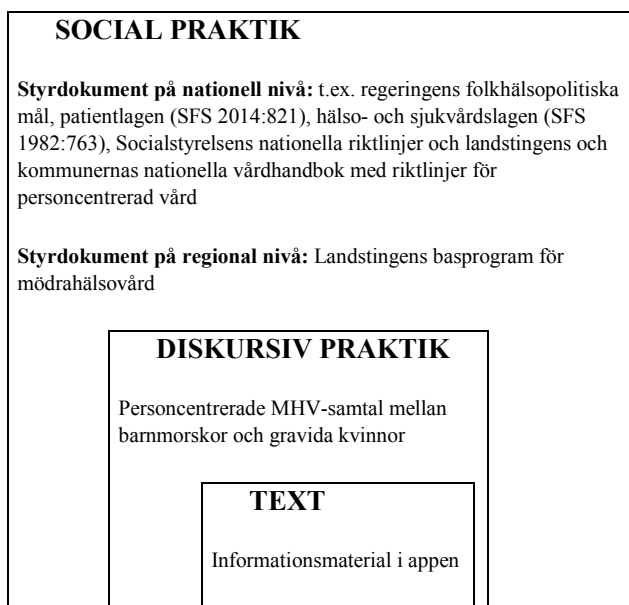 SOCIAL PRAKTIK
Styrdokument på nationell nivå: t.ex. regeringens folkhälsopolitiska
mål, patientlagen (SFS 2014:821), hälso- och sjukvårdslagen (SFS
1982:763), Socialstyrelsens nationella riktlinjer och landstingens och
kommunernas nationella vårdhandbok med riktlinjer för
personcentrerad vård
Styrdokument på regional nivå: Landstingens basprogram för
mödrahälsovård
DISKURSIV PRAKTIK
Personcentrerade MHV-samtal mellan
barnmorskor och gravida kvinnor
TEXT
Informationsmaterial i appen